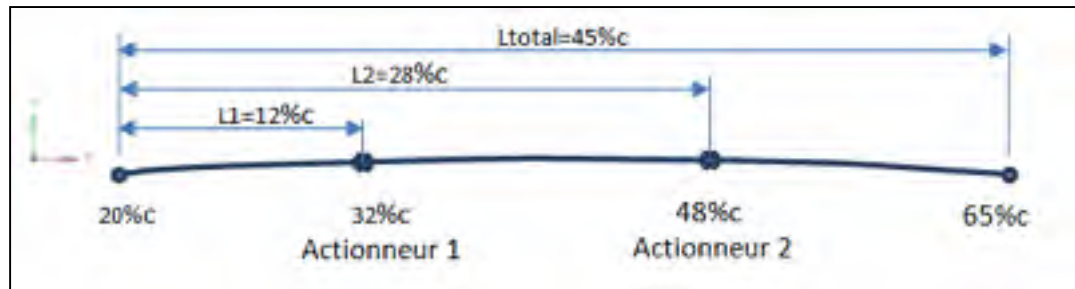 Ltotal=45%c
L2=28%c
L1=12%c
20%c
32%c
48%c
65%c
Actionneur 1
Actionneur 2